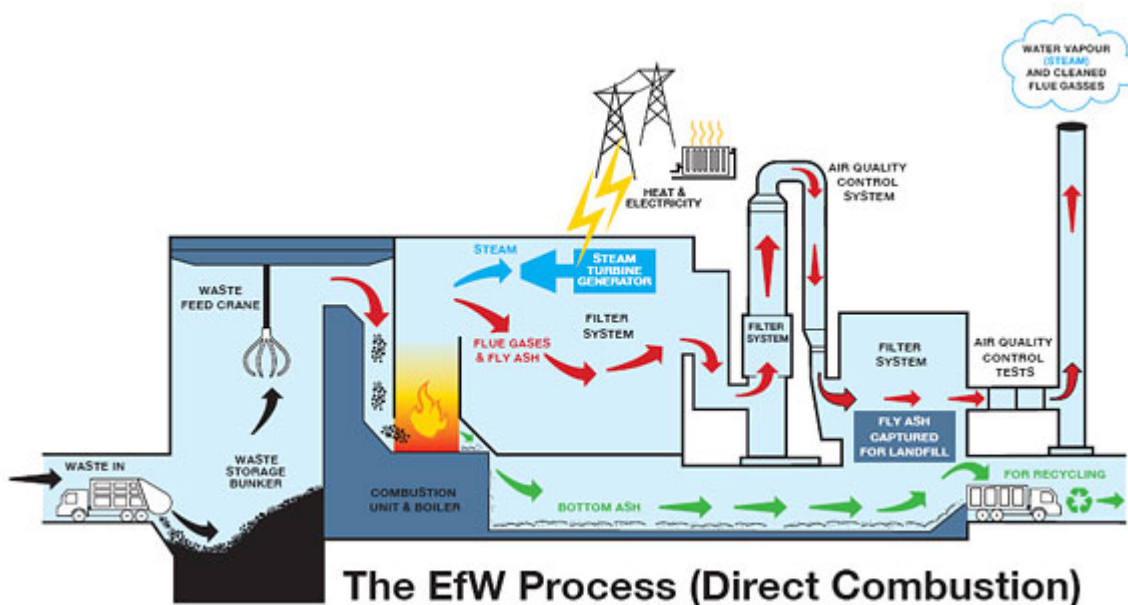 WATER VAPOUR
(STEAM)
AND CLEANED
FLUE GASSES
AIR QUALITY
CONTROL
SYSTEM
HEAT &
ELECTRICITY
STEAM
STEAM
TURBINE
GENERATOR
WASTE
FEED CRANE
FILTER
SYSTEM
FLUE GASES
& FLY ASH
FILTER
SYSTEM
FILTER
SYSTEM
AIR QUALITY
CONTROL
TESTS
FLY ASH
CAPTURED
FOR LANDFILL
WASTE IN
WASTE
STORAGE
BUNKER
COMBUSTION
UNIT & BOILER
BOTTOM ASH
FOR RECYCLING
The EfW Process (Direct Combustion)